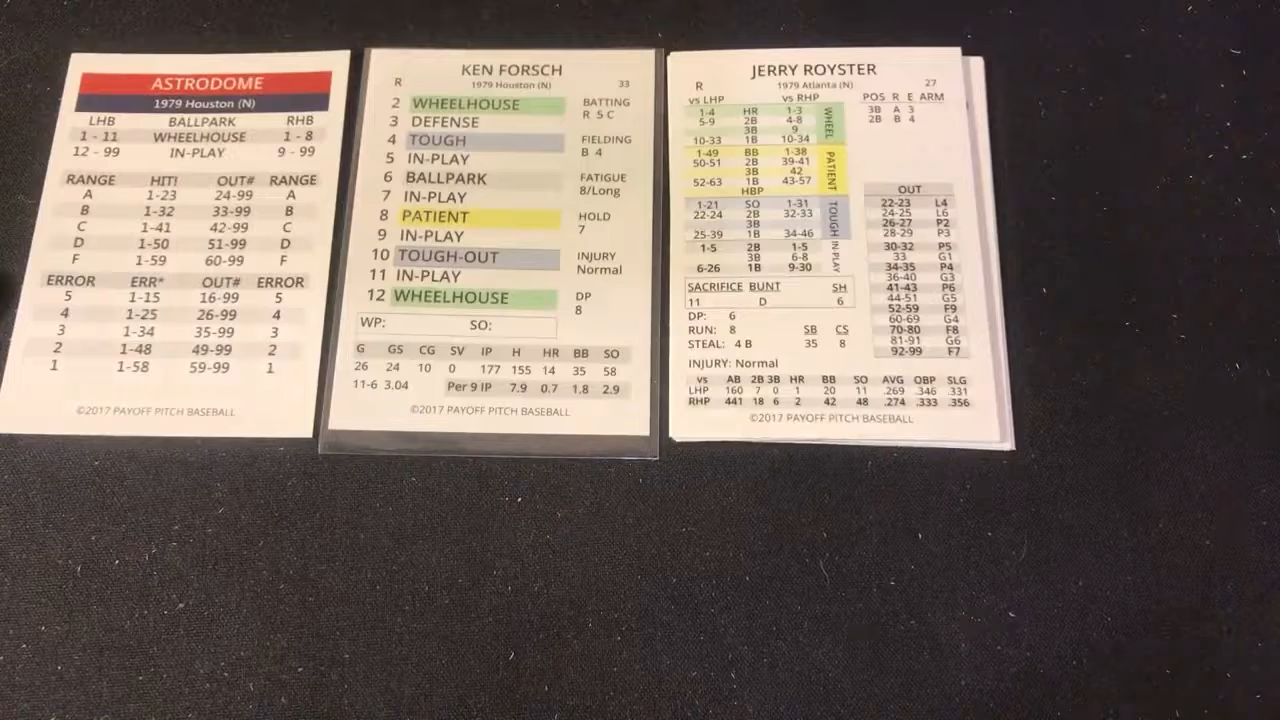 ASTRODOME
1979 Houston (N)
LHB BALLPARK RHB
1 - 11 WHEELHOUSE 1 - 8
12 - 99 IN-PLAY 9 - 99
RANGE HIT! OUT# RANGE
A 1-23 24-99 A
B 1-32 33-99 B
C 1-41 42-99 C
D 1-50 51-99 D
F 1-59 60-99 F
ERROR ERR* OUT# ERROR
5 1-15 16-99 5
4 1-25 26-99 4
3 1-34 35-99 3
2 1-48 49-99 2
1 1-58 59-99 1
©2017 PAYOFF PITCH BASEBALL
KEN FORSCH
R 1979 Houston (N) 33
2 WHEELHOUSE
3 DEFENSE
4 TOUGH
5 IN-PLAY
6 BALLPARK
7 IN-PLAY
8 PATIENT
9 IN-PLAY
10 TOUGH-OUT
11 IN-PLAY
12 WHEELHOUSE
BATTING
R 5 C
FIELDING
B 4
FATIGUE
8/Long
HOLD
7
INJURY
Normal
DP
8
WP: SO:
G GS CG SV IP H HR BB SO
26 24 10 0 177 155 14 35 58
11-6 3.04 Per 9 IP 7.9 0.7 1.8 2.9
©2017 PAYOFF PITCH BASEBALL
JERRY ROYSTER
R 1979 Atlanta (N) 27
vs LHP vs RHP
1-4 HR 1-3
5-9 2B 4-8
3B 9
10-33 1B 10-34
WHEEL
1-49 BB 1-38
50-51 2B 39-41
3B 42
52-63 1B 43-57
HBP
PATIENT
1-21 SO 1-31
22-24 2B 32-33
3B
25-39 1B 34-46
TOUGH
1-5 2B 1-5
3B 6-8
6-26 1B 9-30
IN-PLAY
POS R E ARM
3B A 3
2B B 4
OUT
22-23 L4
24-25 L6
26-27 P2
28-29 P3
30-32 P5
33 G1
34-35 P4
36-40 G3
41-43 P6
44-51 G5
52-59 F9
60-69 G4
70-80 F8
81-91 G6
92-99 F7
SACRIFICE BUNT SH
11 D 6
DP: 6
RUN: 8 SB CS
STEAL: 4 B 35 8
INJURY: Normal
vs AB 2B 3B HR BB SO AVG OBP SLG
LHP 160 7 0 1 20 11 .269 .346 .331
RHP 441 18 6 2 42 48 .274 .333 .356
©2017 PAYOFF PITCH BASEBALL